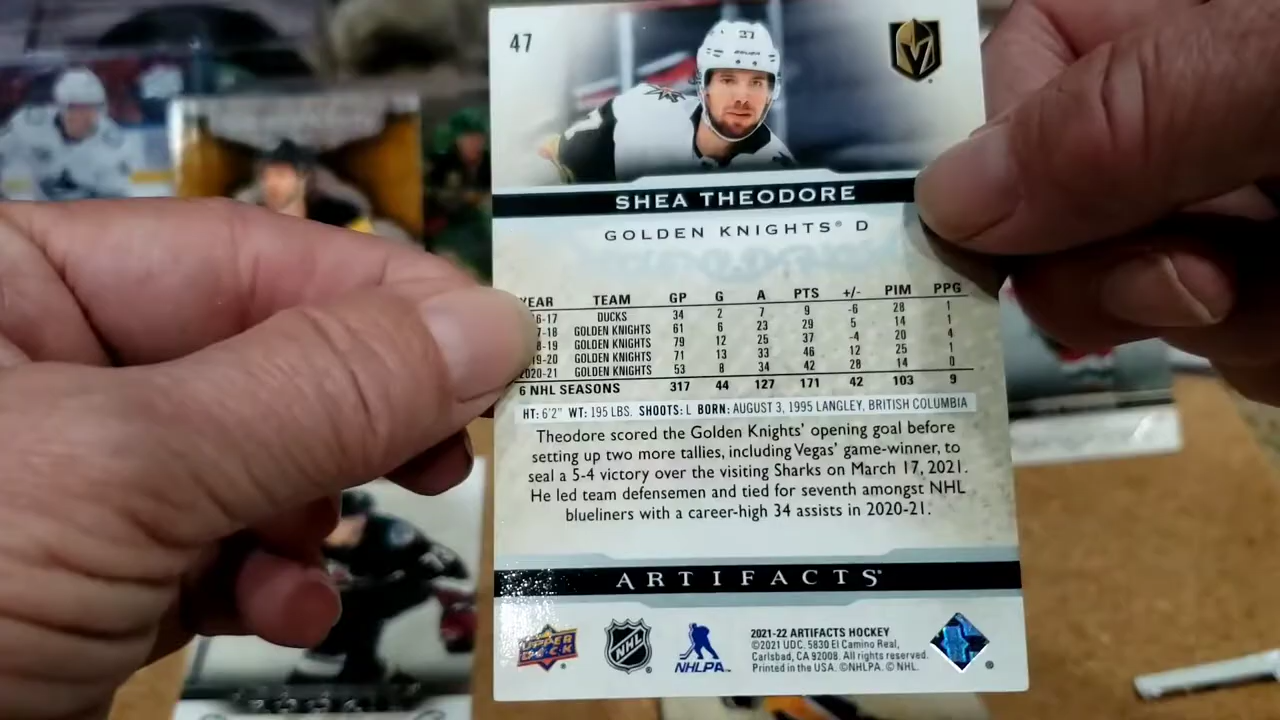 47
SHEA THEODORE
GOLDEN KNIGHTS® D
YEAR TEAM GP G A PTS +/- PIM PPG
6-17 DUCKS 34 2 7 9 -6 28 1
7-18 GOLDEN KNIGHTS 61 6 23 29 5 14 1
8-19 GOLDEN KNIGHTS 79 12 25 37 -4 20 4
19-20 GOLDEN KNIGHTS 71 13 33 46 12 25 1
2020-21 GOLDEN KNIGHTS 53 8 34 42 28 14 0
6 NHL SEASONS 317 44 127 171 42 103 9
HT: 6'2" WT: 195 LBS. SHOOTS: L BORN: AUGUST 3, 1995 LANGLEY, BRITISH COLUMBIA
Theodore scored the Golden Knights' opening goal before
setting up two more tallies, including Vegas' game-winner, to
seal a 5-4 victory over the visiting Sharks on March 17, 2021.
He led team defensemen and tied for seventh amongst NHL
blueliners with a career-high 34 assists in 2020-21.
ARTIFACTS®
UPPER DECK® NHL® NHLPA™
2021-22 ARTIFACTS HOCKEY
©2021 UDC. 5830 El Camino Real,
Carlsbad, CA 92008. All rights reserved.
Printed in the USA. ©NHLPA. © NHL. ®